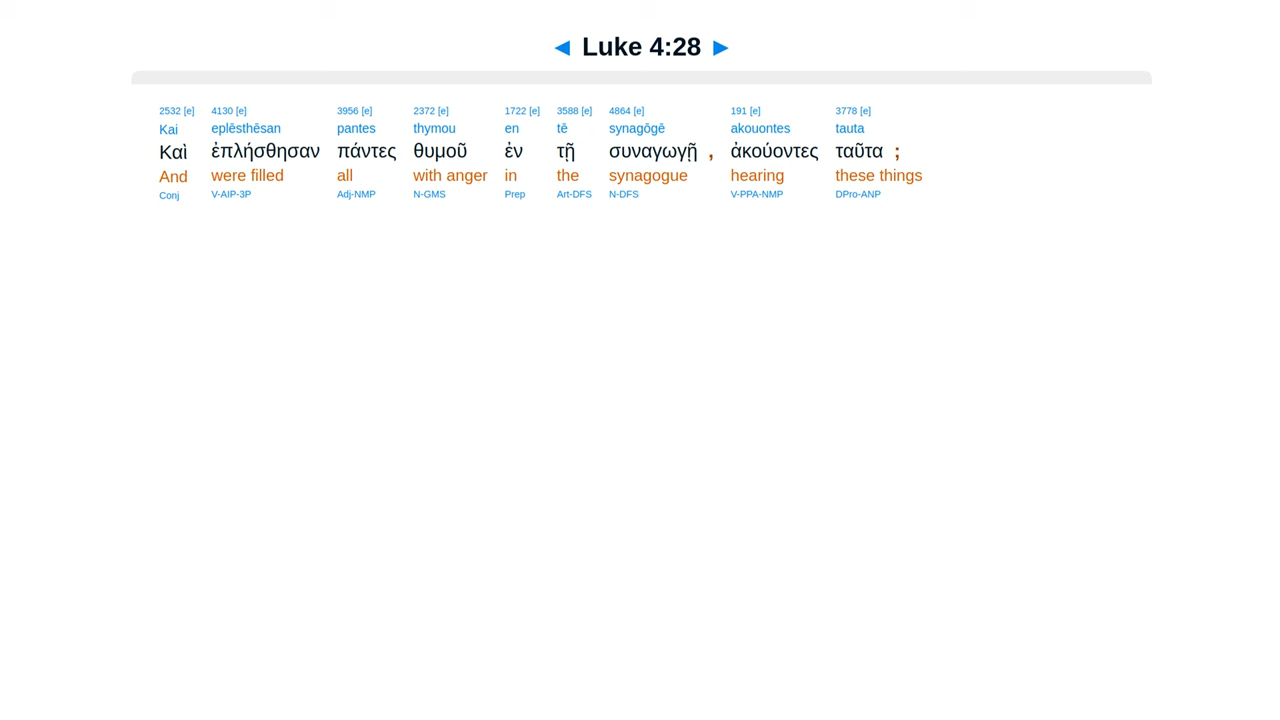 ◄ Luke 4:28 ►
2532 [e] 4130 [e] 3956 [e] 2372 [e] 1722 [e] 3588 [e] 4864 [e] 191 [e] 3778 [e]
Kai eplēsthēsan pantes thymou en tē synagōgē akouontes tauta
Καὶ ἐπλήσθησαν πάντες θυμοῦ ἐν τῇ συναγωγῇ , ἀκούοντες ταῦτα ;
And were filled all with anger in the synagogue hearing these things
Conj V-AIP-3P Adj-NMP N-GMS Prep Art-DFS N-DFS V-PPA-NMP DPro-ANP